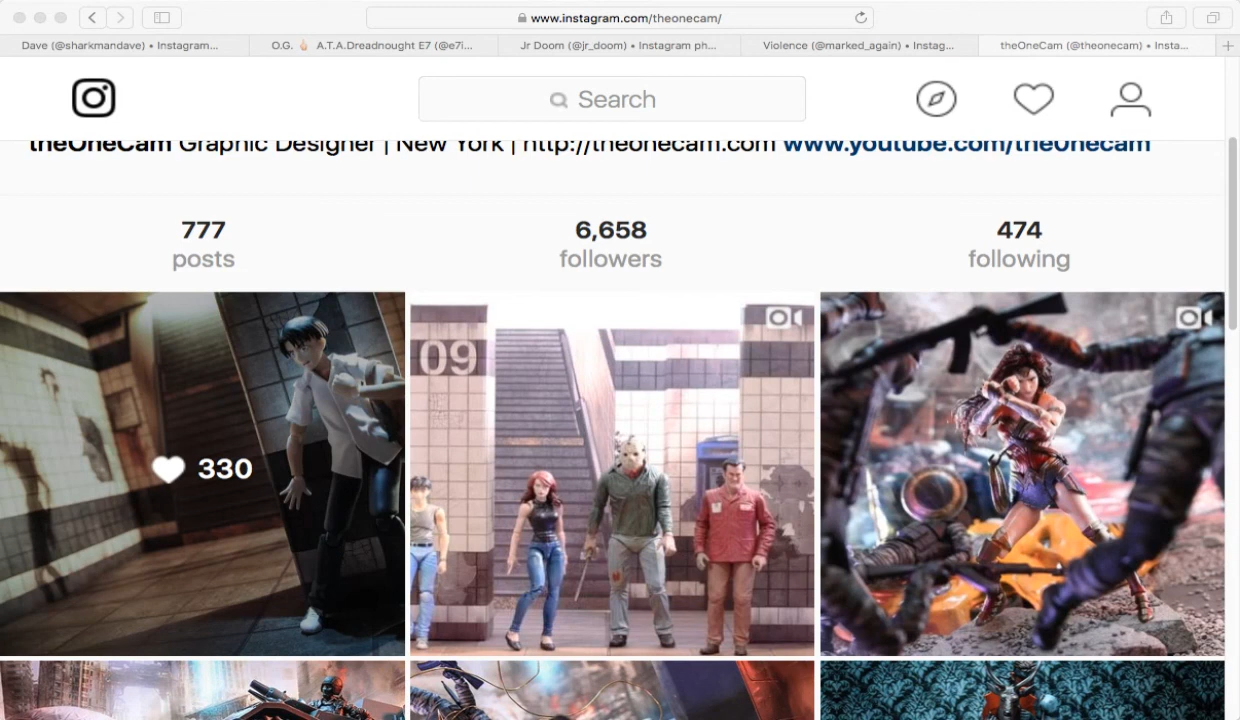 www.instagram.com/theonecam/
Dave (@sharkmandave) • Instagram...
O.G. 👆🏻 A.T.A.Dreadnought E7 (@e7i...
Jr Doom (@jr_doom) • Instagram ph...
Violence (@marked_again) • Instag...
theOneCam (@theonecam) • Insta...
Search
theOneCam Graphic Designer | New York | http://theonecam.com www.youtube.com/theOnecam
777
posts
6,658
followers
474
following
330
09